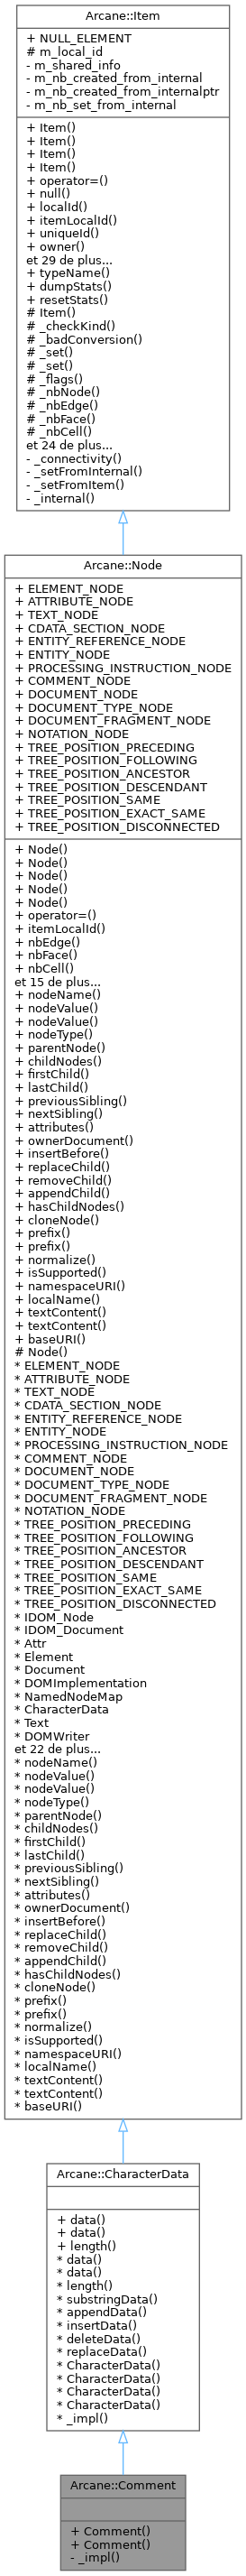 Arcane::Item
+ NULL_ELEMENT
# m_local_id
- m_shared_info
- m_nb_created_from_internal
- m_nb_created_from_internalptr
- m_nb_set_from_internal
+ Item()
+ Item()
+ Item()
+ Item()
+ operator=()
+ null()
+ localId()
+ itemLocalId()
+ uniqueId()
+ owner()
et 29 de plus...
+ typeName()
+ dumpStats()
+ resetStats()
# Item()
# _checkKind()
# _badConversion()
# _set()
# _set()
# _flags()
# _nbNode()
# _nbEdge()
# _nbFace()
# _nbCell()
et 24 de plus...
- _connectivity()
- _setFromInternal()
- _setFromItem()
- _internal()
Arcane::Node
+ ELEMENT_NODE
+ ATTRIBUTE_NODE
+ TEXT_NODE
+ CDATA_SECTION_NODE
+ ENTITY_REFERENCE_NODE
+ ENTITY_NODE
+ PROCESSING_INSTRUCTION_NODE
+ COMMENT_NODE
+ DOCUMENT_NODE
+ DOCUMENT_TYPE_NODE
+ DOCUMENT_FRAGMENT_NODE
+ NOTATION_NODE
+ TREE_POSITION_PRECEDING
+ TREE_POSITION_FOLLOWING
+ TREE_POSITION_ANCESTOR
+ TREE_POSITION_DESCENDANT
+ TREE_POSITION_SAME
+ TREE_POSITION_EXACT_SAME
+ TREE_POSITION_DISCONNECTED
+ Node()
+ Node()
+ Node()
+ Node()
+ Node()
+ operator=()
+ itemLocalId()
+ nbEdge()
+ nbFace()
+ nbCell()
et 15 de plus...
+ nodeName()
+ nodeValue()
+ nodeValue()
+ nodeType()
+ parentNode()
+ childNodes()
+ firstChild()
+ lastChild()
+ previousSibling()
+ nextSibling()
+ attributes()
+ ownerDocument()
+ insertBefore()
+ replaceChild()
+ removeChild()
+ appendChild()
+ hasChildNodes()
+ cloneNode()
+ prefix()
+ prefix()
+ normalize()
+ isSupported()
+ namespaceURI()
+ localName()
+ textContent()
+ textContent()
+ baseURI()
# Node()
* ELEMENT_NODE
* ATTRIBUTE_NODE
* TEXT_NODE
* CDATA_SECTION_NODE
* ENTITY_REFERENCE_NODE
* ENTITY_NODE
* PROCESSING_INSTRUCTION_NODE
* COMMENT_NODE
* DOCUMENT_NODE
* DOCUMENT_TYPE_NODE
* DOCUMENT_FRAGMENT_NODE
* NOTATION_NODE
* TREE_POSITION_PRECEDING
* TREE_POSITION_FOLLOWING
* TREE_POSITION_ANCESTOR
* TREE_POSITION_DESCENDANT
* TREE_POSITION_SAME
* TREE_POSITION_EXACT_SAME
* TREE_POSITION_DISCONNECTED
* IDOM_Node
* IDOM_Document
* Attr
* Element
* Document
* DOMImplementation
* NamedNodeMap
* CharacterData
* Text
* DOMWriter
et 22 de plus...
* nodeName()
* nodeValue()
* nodeValue()
* nodeType()
* parentNode()
* childNodes()
* firstChild()
* lastChild()
* previousSibling()
* nextSibling()
* attributes()
* ownerDocument()
* insertBefore()
* replaceChild()
* removeChild()
* appendChild()
* hasChildNodes()
* cloneNode()
* prefix()
* prefix()
* normalize()
* isSupported()
* namespaceURI()
* localName()
* textContent()
* textContent()
* baseURI()
Arcane::CharacterData
+ data()
+ data()
+ length()
* data()
* data()
* length()
* substringData()
* appendData()
* insertData()
* deleteData()
* replaceData()
* CharacterData()
* CharacterData()
* CharacterData()
* CharacterData()
* _impl()
Arcane::Comment
+ Comment()
+ Comment()
- _impl()